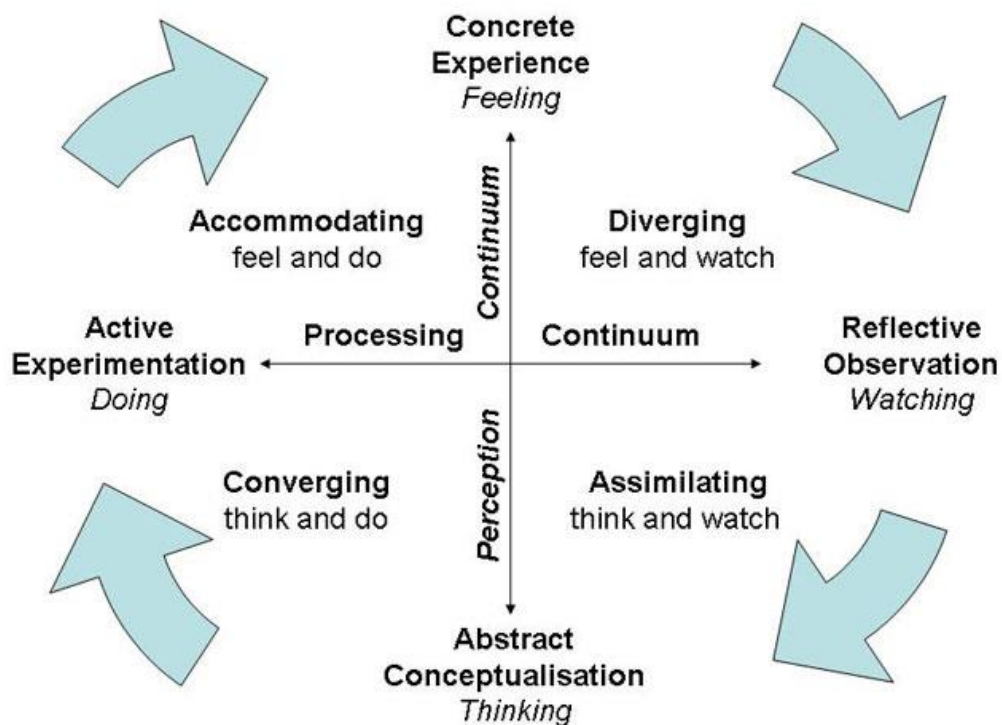 Concrete
Experience
Feeling
Accommodating
feel and do
Continuum
Diverging
feel and watch
Active
Experimentation
Doing
Processing
Continuum
Reflective
Observation
Watching
Converging
think and do
Perception
Assimilating
think and watch
Abstract
Conceptualisation
Thinking